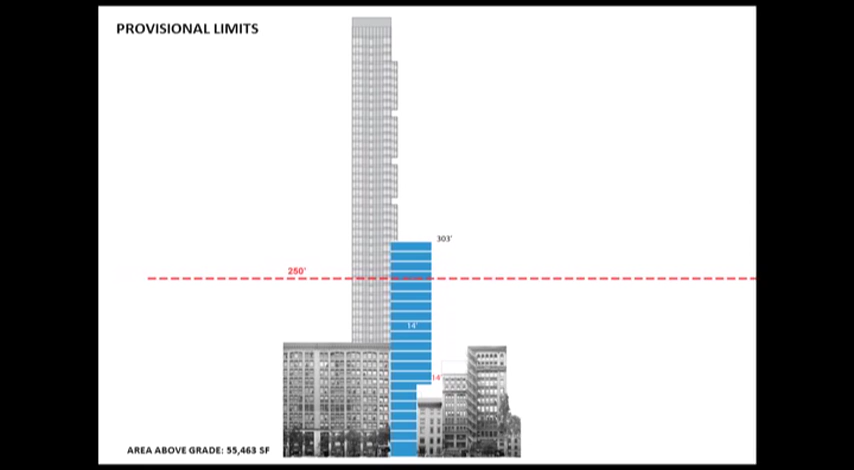 PROVISIONAL LIMITS
303'
250'
14'
14'
AREA ABOVE GRADE: 55,463 SF